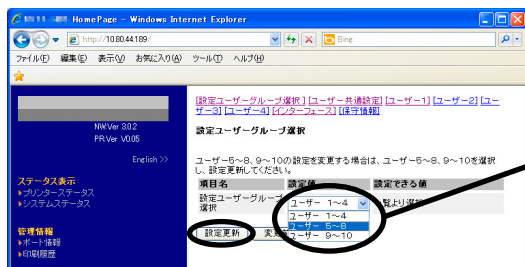 HomePage - Windows Internet Explorer
http://10.80.44.189/
Bing
ファイル(F) 編集(E) 表示(V) お気に入り(A) ツール(T) ヘルプ(H)
NW.Ver 3.0.2
PR.Ver V0.05
English >>
ステータス表示
プリンターステータス
システムステータス
管理情報
ポート情報
印刷履歴
[設定ユーザーグループ選択] [ユーザー共通設定] [ユーザー1] [ユーザー2] [ユー
ザー3] [ユーザー4] [インターフェース] [保守情報]
設定ユーザーグループ選択
ユーザー5～8、9～10の設定を変更する場合は、ユーザー5～8、9～10を選択
し、設定更新してください。
項目名 設定値 設定できる値
設定ユーザーグループ
選択
ユーザー 1～4
覧より選択
ユーザー 1～4
ユーザー 5～8
ユーザー 9～10
設定更新